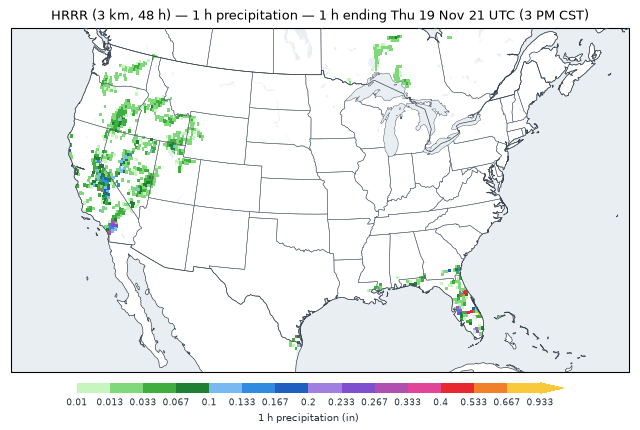 HRRR (3 km, 48 h) — 1 h precipitation — 1 h ending Thu 19 Nov 21 UTC (3 PM CST)
0.01 0.013 0.033 0.067 0.1 0.133 0.167 0.2 0.233 0.267 0.333 0.4 0.533 0.667 0.933
1 h precipitation (in)